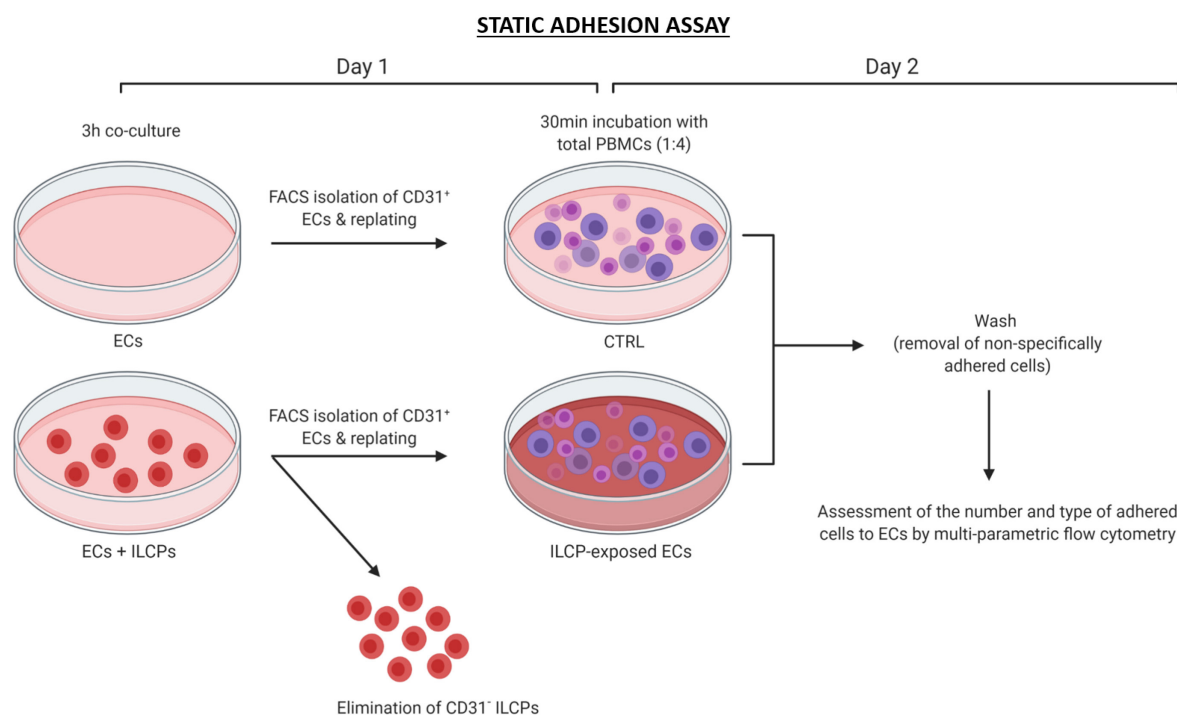 STATIC ADHESION ASSAY
Day 1
Day 2
3h co-culture
30min incubation with
total PBMCs (1:4)
FACS isolation of CD31⁺
ECs & replating
ECs
CTRL
Wash
(removal of non-specifically
adhered cells)
FACS isolation of CD31⁺
ECs & replating
ECs + ILCPs
ILCP-exposed ECs
Assessment of the number and type of adhered
cells to ECs by multi-parametric flow cytometry
Elimination of CD31⁻ ILCPs